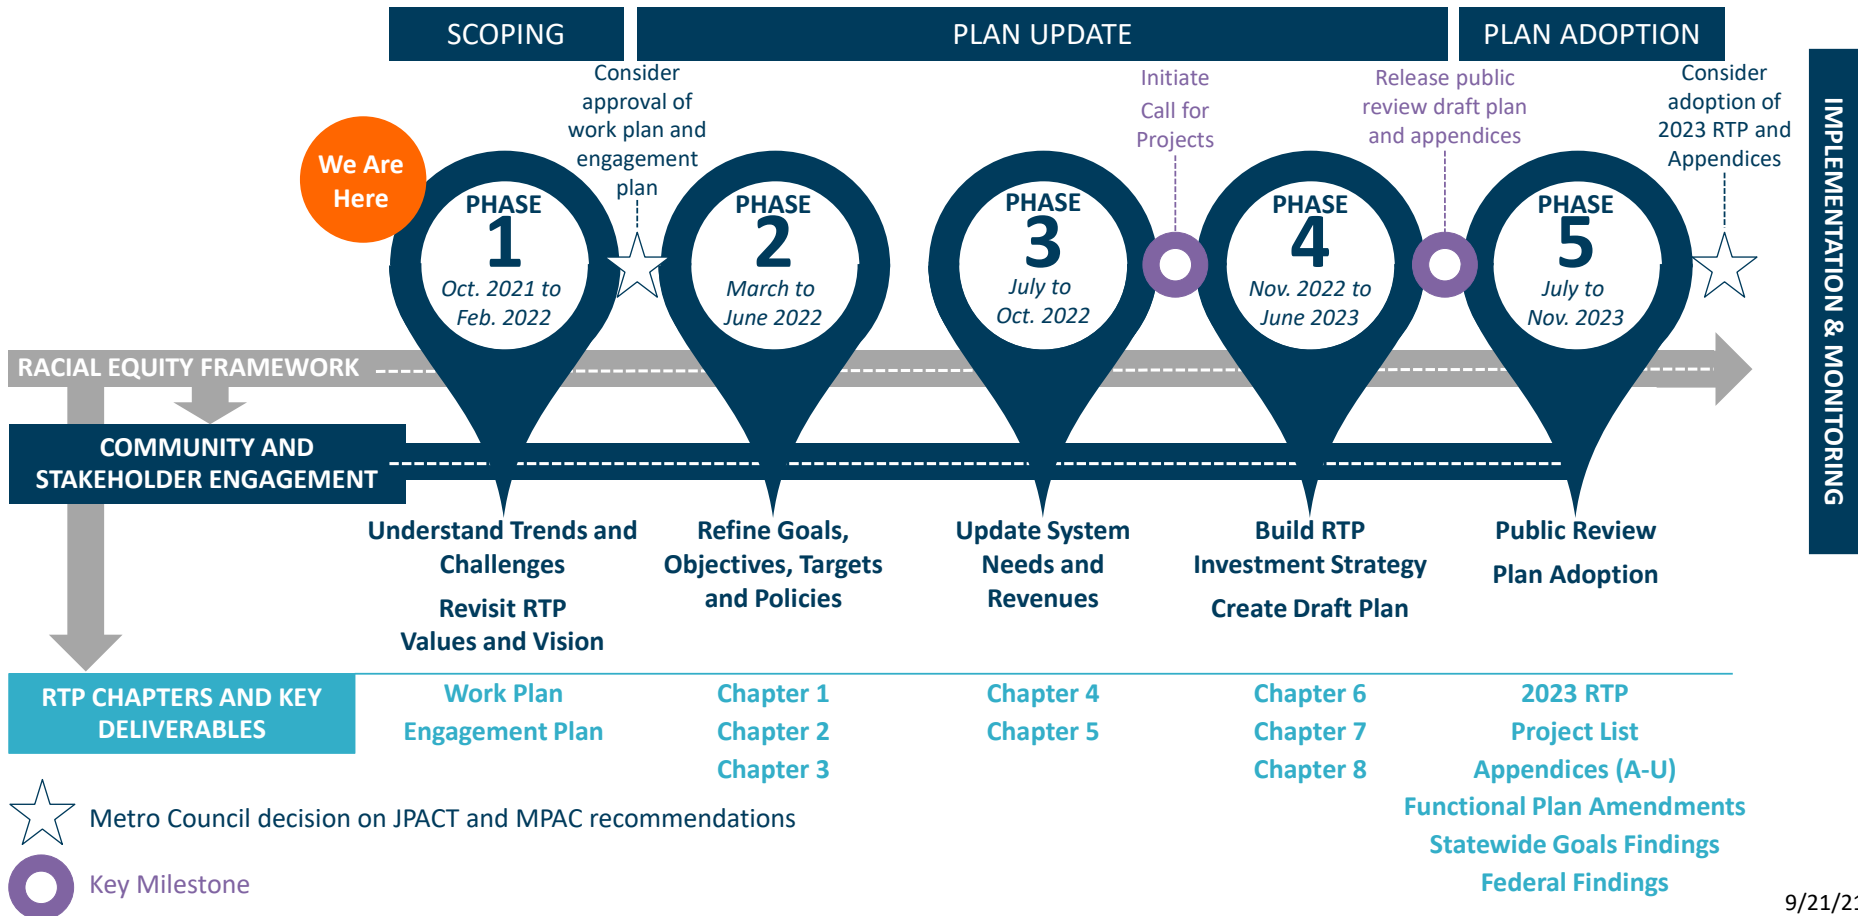 SCOPING
PLAN UPDATE
PLAN ADOPTION
Consider
approval of
work plan and
engagement
plan
Initiate
Call for
Projects
Release public
review draft plan
and appendices
Consider
adoption of
2023 RTP and
Appendices
IMPLEMENTATION & MONITORING
We Are
Here
PHASE
1
Oct. 2021 to
Feb. 2022
PHASE
2
March to
June 2022
PHASE
3
July to
Oct. 2022
PHASE
4
Nov. 2022 to
June 2023
PHASE
5
July to
Nov. 2023
RACIAL EQUITY FRAMEWORK
COMMUNITY AND
STAKEHOLDER ENGAGEMENT
Understand Trends and
Challenges
Revisit RTP
Values and Vision
Refine Goals,
Objectives, Targets
and Policies
Update System
Needs and
Revenues
Build RTP
Investment Strategy
Create Draft Plan
Public Review
Plan Adoption
RTP CHAPTERS AND KEY
DELIVERABLES
Work Plan
Engagement Plan
Chapter 1
Chapter 2
Chapter 3
Chapter 4
Chapter 5
Chapter 6
Chapter 7
Chapter 8
2023 RTP
Project List
Appendices (A-U)
Functional Plan Amendments
Statewide Goals Findings
Federal Findings
Metro Council decision on JPACT and MPAC recommendations
Key Milestone
9/21/21